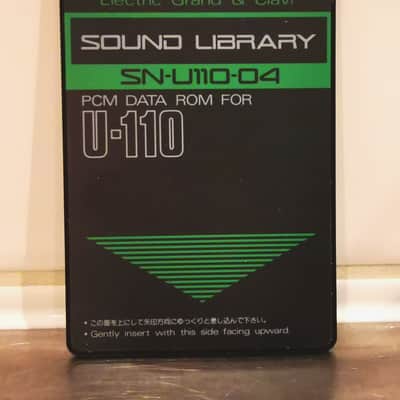 Electric Grand & Clavi
SOUND LIBRARY
SN-U110-04
PCM DATA ROM FOR
U-110
• この面を上にして矢印方向にゆっくりと差し込んで下さい。
• Gently insert with this side facing upward.